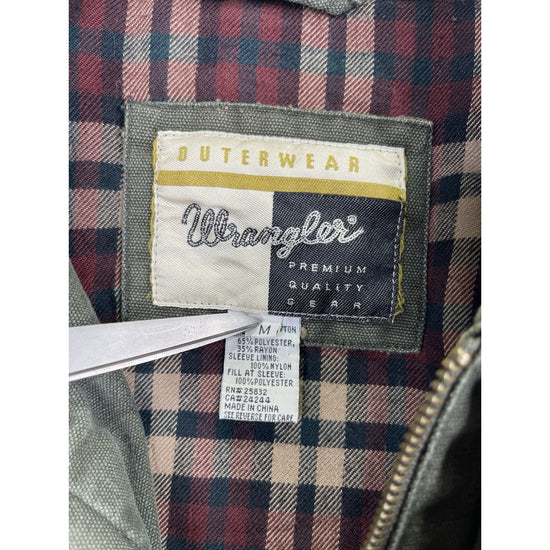 OUTERWEAR
Wrangler®
PREMIUM
QUALITY
GEAR
M
65% POLYESTER,
35% RAYON
SLEEVE LINING:
100% NYLON
FILL AT SLEEVE:
100% POLYESTER
RN# 25832
CA# 24244
MADE IN CHINA
SEE REVERSE FOR CARE